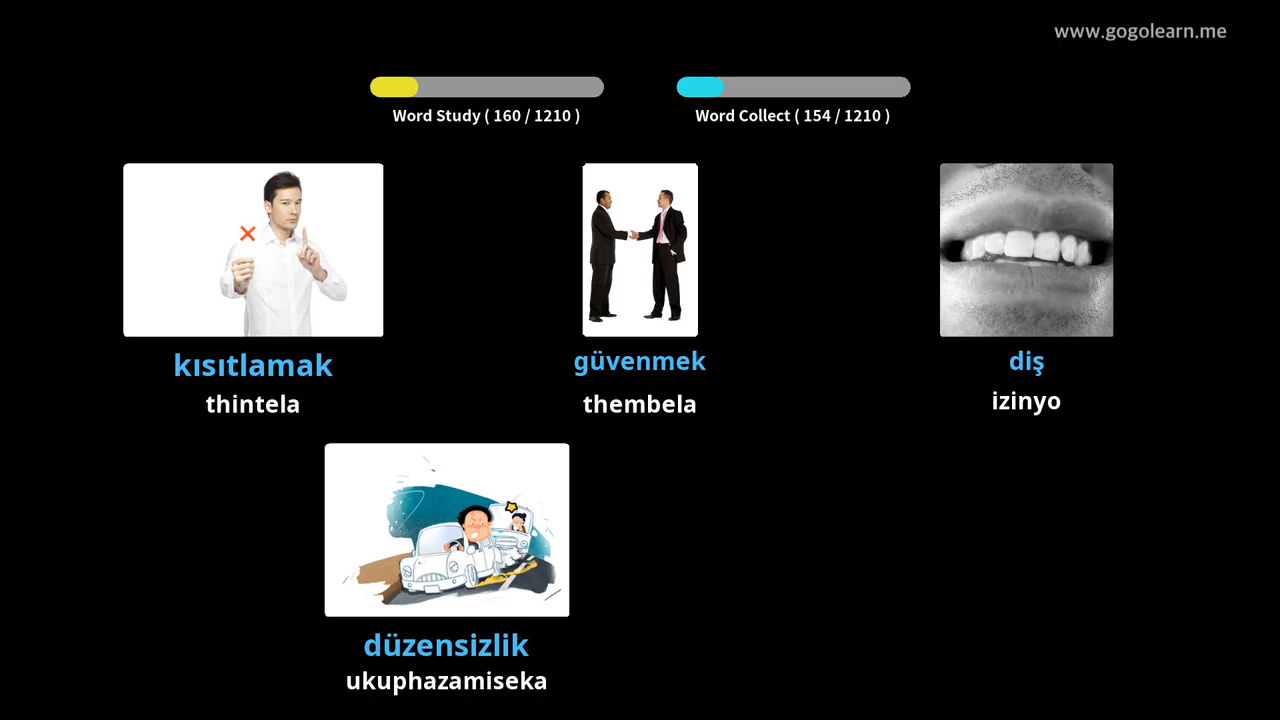 www.gogolearn.me
Word Study ( 160 / 1210 )
Word Collect ( 154 / 1210 )
kısıtlamak
thintela
güvenmek
thembela
diş
izinyo
düzensizlik
ukuphazamiseka